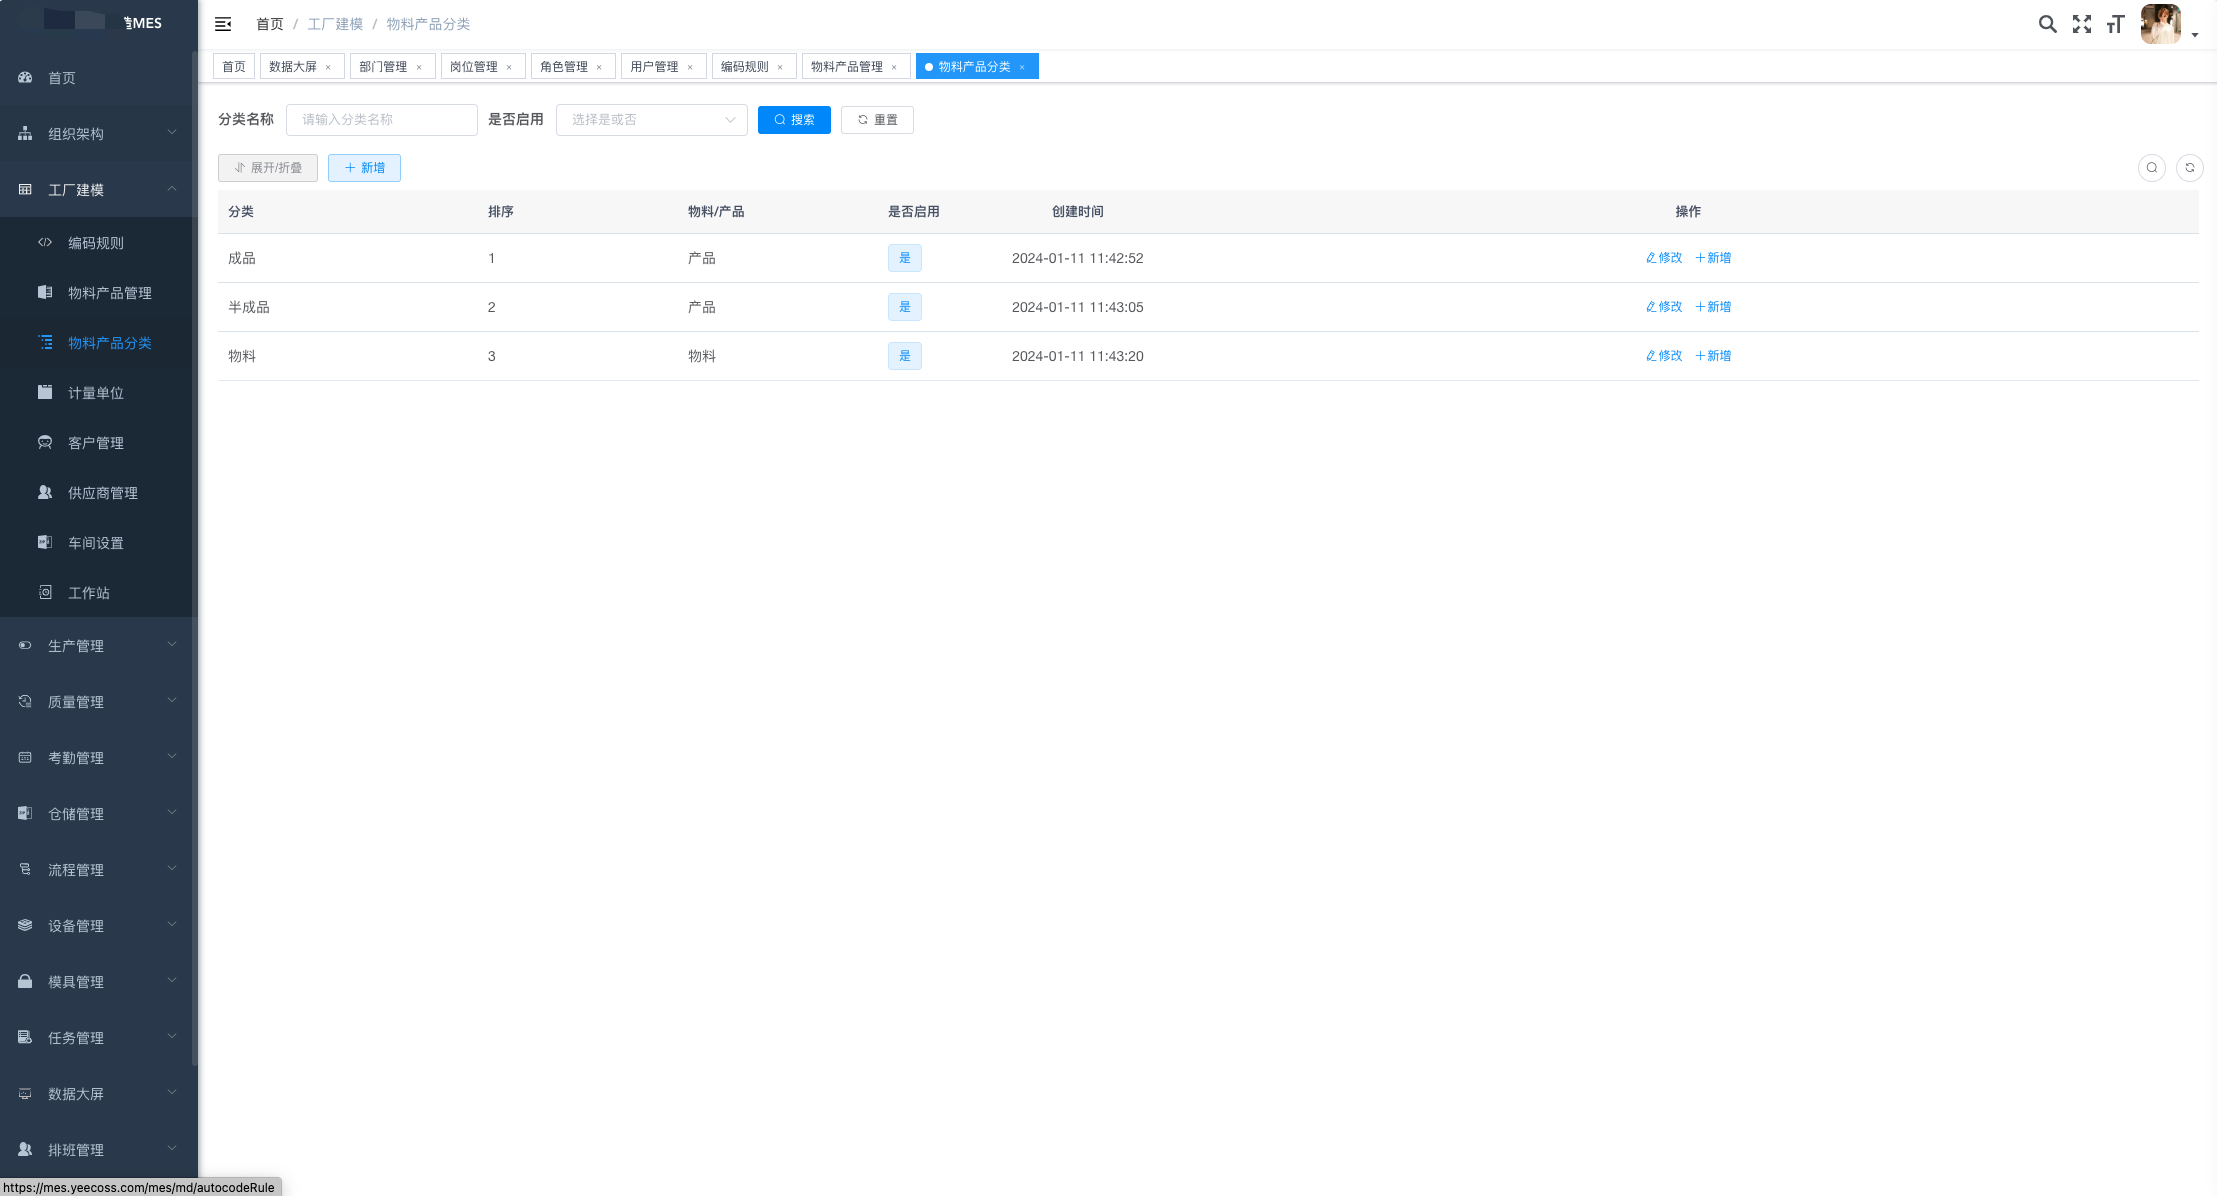 MES
首页 / 工厂建模 / 物料产品分类
首页
数据大屏 ×
部门管理 ×
岗位管理 ×
角色管理 ×
用户管理 ×
编码规则 ×
物料产品管理 ×
物料产品分类 ×
首页
组织架构
工厂建模
编码规则
物料产品管理
物料产品分类
计量单位
客户管理
供应商管理
车间设置
工作站
生产管理
质量管理
考勤管理
仓储管理
流程管理
设备管理
模具管理
任务管理
数据大屏
排班管理
分类名称 请输入分类名称 是否启用 选择是或否 搜索 重置
展开/折叠 新增
分类 排序 物料/产品 是否启用 创建时间 操作
成品 1 产品 是 2024-01-11 11:42:52 修改 新增
半成品 2 产品 是 2024-01-11 11:43:05 修改 新增
物料 3 物料 是 2024-01-11 11:43:20 修改 新增
https://mes.yeecoss.com/mes/md/autocodeRule